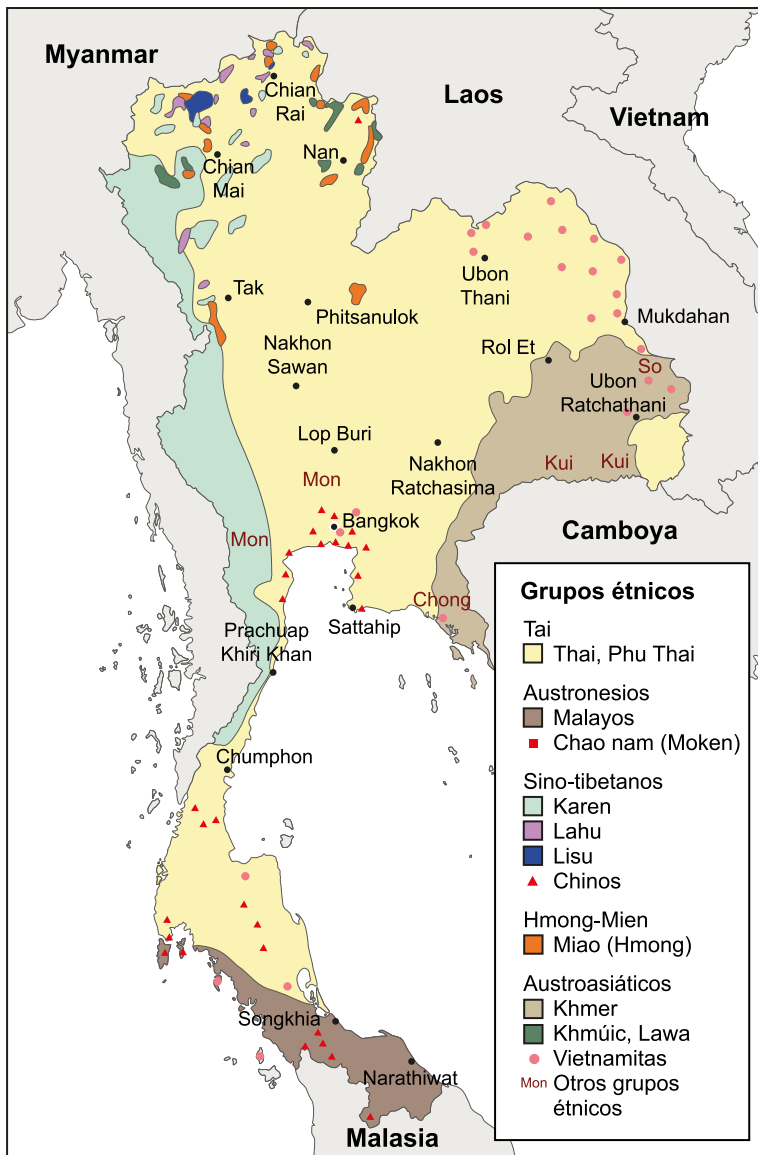 Myanmar
Laos
Vietnam
Chian
Rai
Nan
Chian
Mai
Ubon
Thani
Tak
Phitsanulok
Mukdahan
Nakhon
Sawan
Rol Et
So
Ubon
Ratchathani
Lop Buri
Mon
Nakhon
Ratchasima
Kui
Kui
Bangkok
Mon
Camboya
Chong
Sattahip
Prachuap
Khiri Khan
Chumphon
Songkhia
Narathiwat
Malasia
Grupos étnicos
Tai
Thai, Phu Thai
Austronesios
Malayos
Chao nam (Moken)
Sino-tibetanos
Karen
Lahu
Lisu
Chinos
Hmong-Mien
Miao (Hmong)
Austroasiáticos
Khmer
Khmúic, Lawa
Vietnamitas
Mon Otros grupos
étnicos